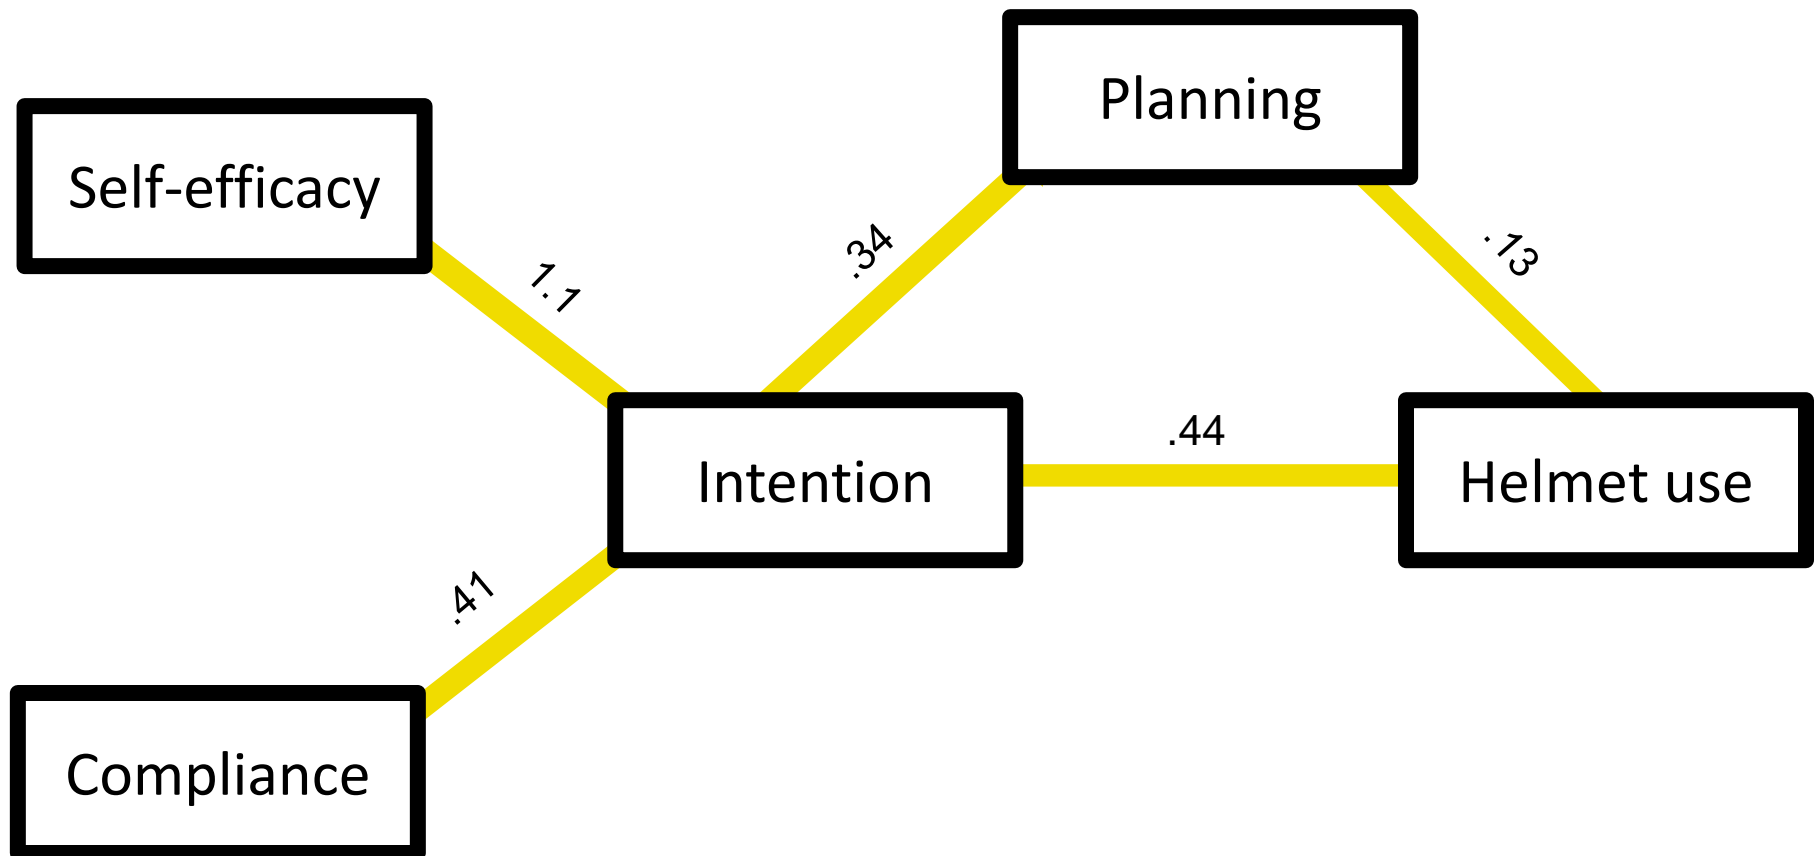 Planning
Self-efficacy
1.1
.34
.13
.44
Intention
Helmet use
.41
Compliance